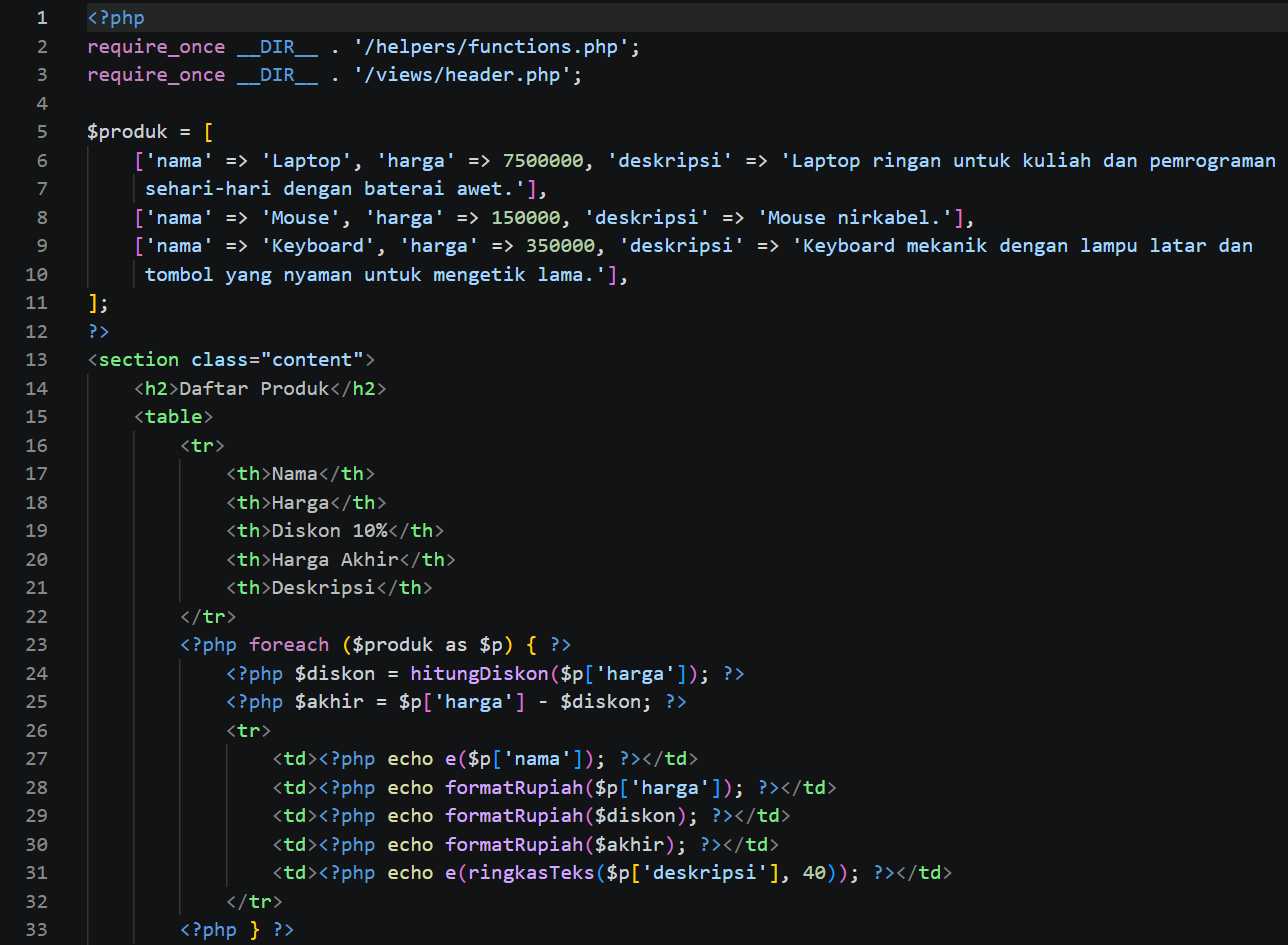 1 <?php
2 require_once __DIR__ . '/helpers/functions.php';
3 require_once __DIR__ . '/views/header.php';
4
5 $produk = [
6     ['nama' => 'Laptop', 'harga' => 7500000, 'deskripsi' => 'Laptop ringan untuk kuliah dan pemrograman
7      sehari-hari dengan baterai awet.'],
8     ['nama' => 'Mouse', 'harga' => 150000, 'deskripsi' => 'Mouse nirkabel.'],
9     ['nama' => 'Keyboard', 'harga' => 350000, 'deskripsi' => 'Keyboard mekanik dengan lampu latar dan
10      tombol yang nyaman untuk mengetik lama.'],
11 ];
12 ?>
13 <section class="content">
14     <h2>Daftar Produk</h2>
15     <table>
16         <tr>
17             <th>Nama</th>
18             <th>Harga</th>
19             <th>Diskon 10%</th>
20             <th>Harga Akhir</th>
21             <th>Deskripsi</th>
22         </tr>
23         <?php foreach ($produk as $p) { ?>
24             <?php $diskon = hitungDiskon($p['harga']); ?>
25             <?php $akhir = $p['harga'] - $diskon; ?>
26             <tr>
27                 <td><?php echo e($p['nama']); ?></td>
28                 <td><?php echo formatRupiah($p['harga']); ?></td>
29                 <td><?php echo formatRupiah($diskon); ?></td>
30                 <td><?php echo formatRupiah($akhir); ?></td>
31                 <td><?php echo e(ringkasTeks($p['deskripsi'], 40)); ?></td>
32             </tr>
33         <?php } ?>